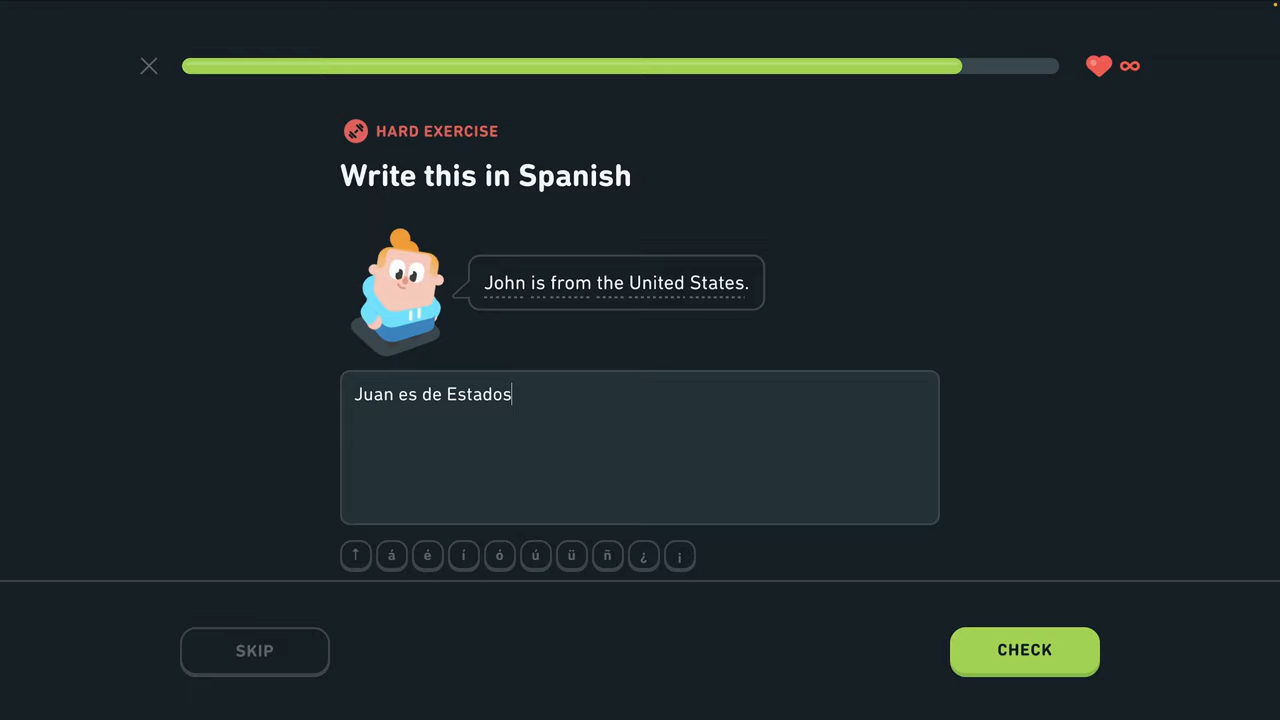 ∞
HARD EXERCISE
Write this in Spanish
John is from the United States.
Juan es de Estados
↑ á é í ó ú ü ñ ¿ ¡
SKIP
CHECK